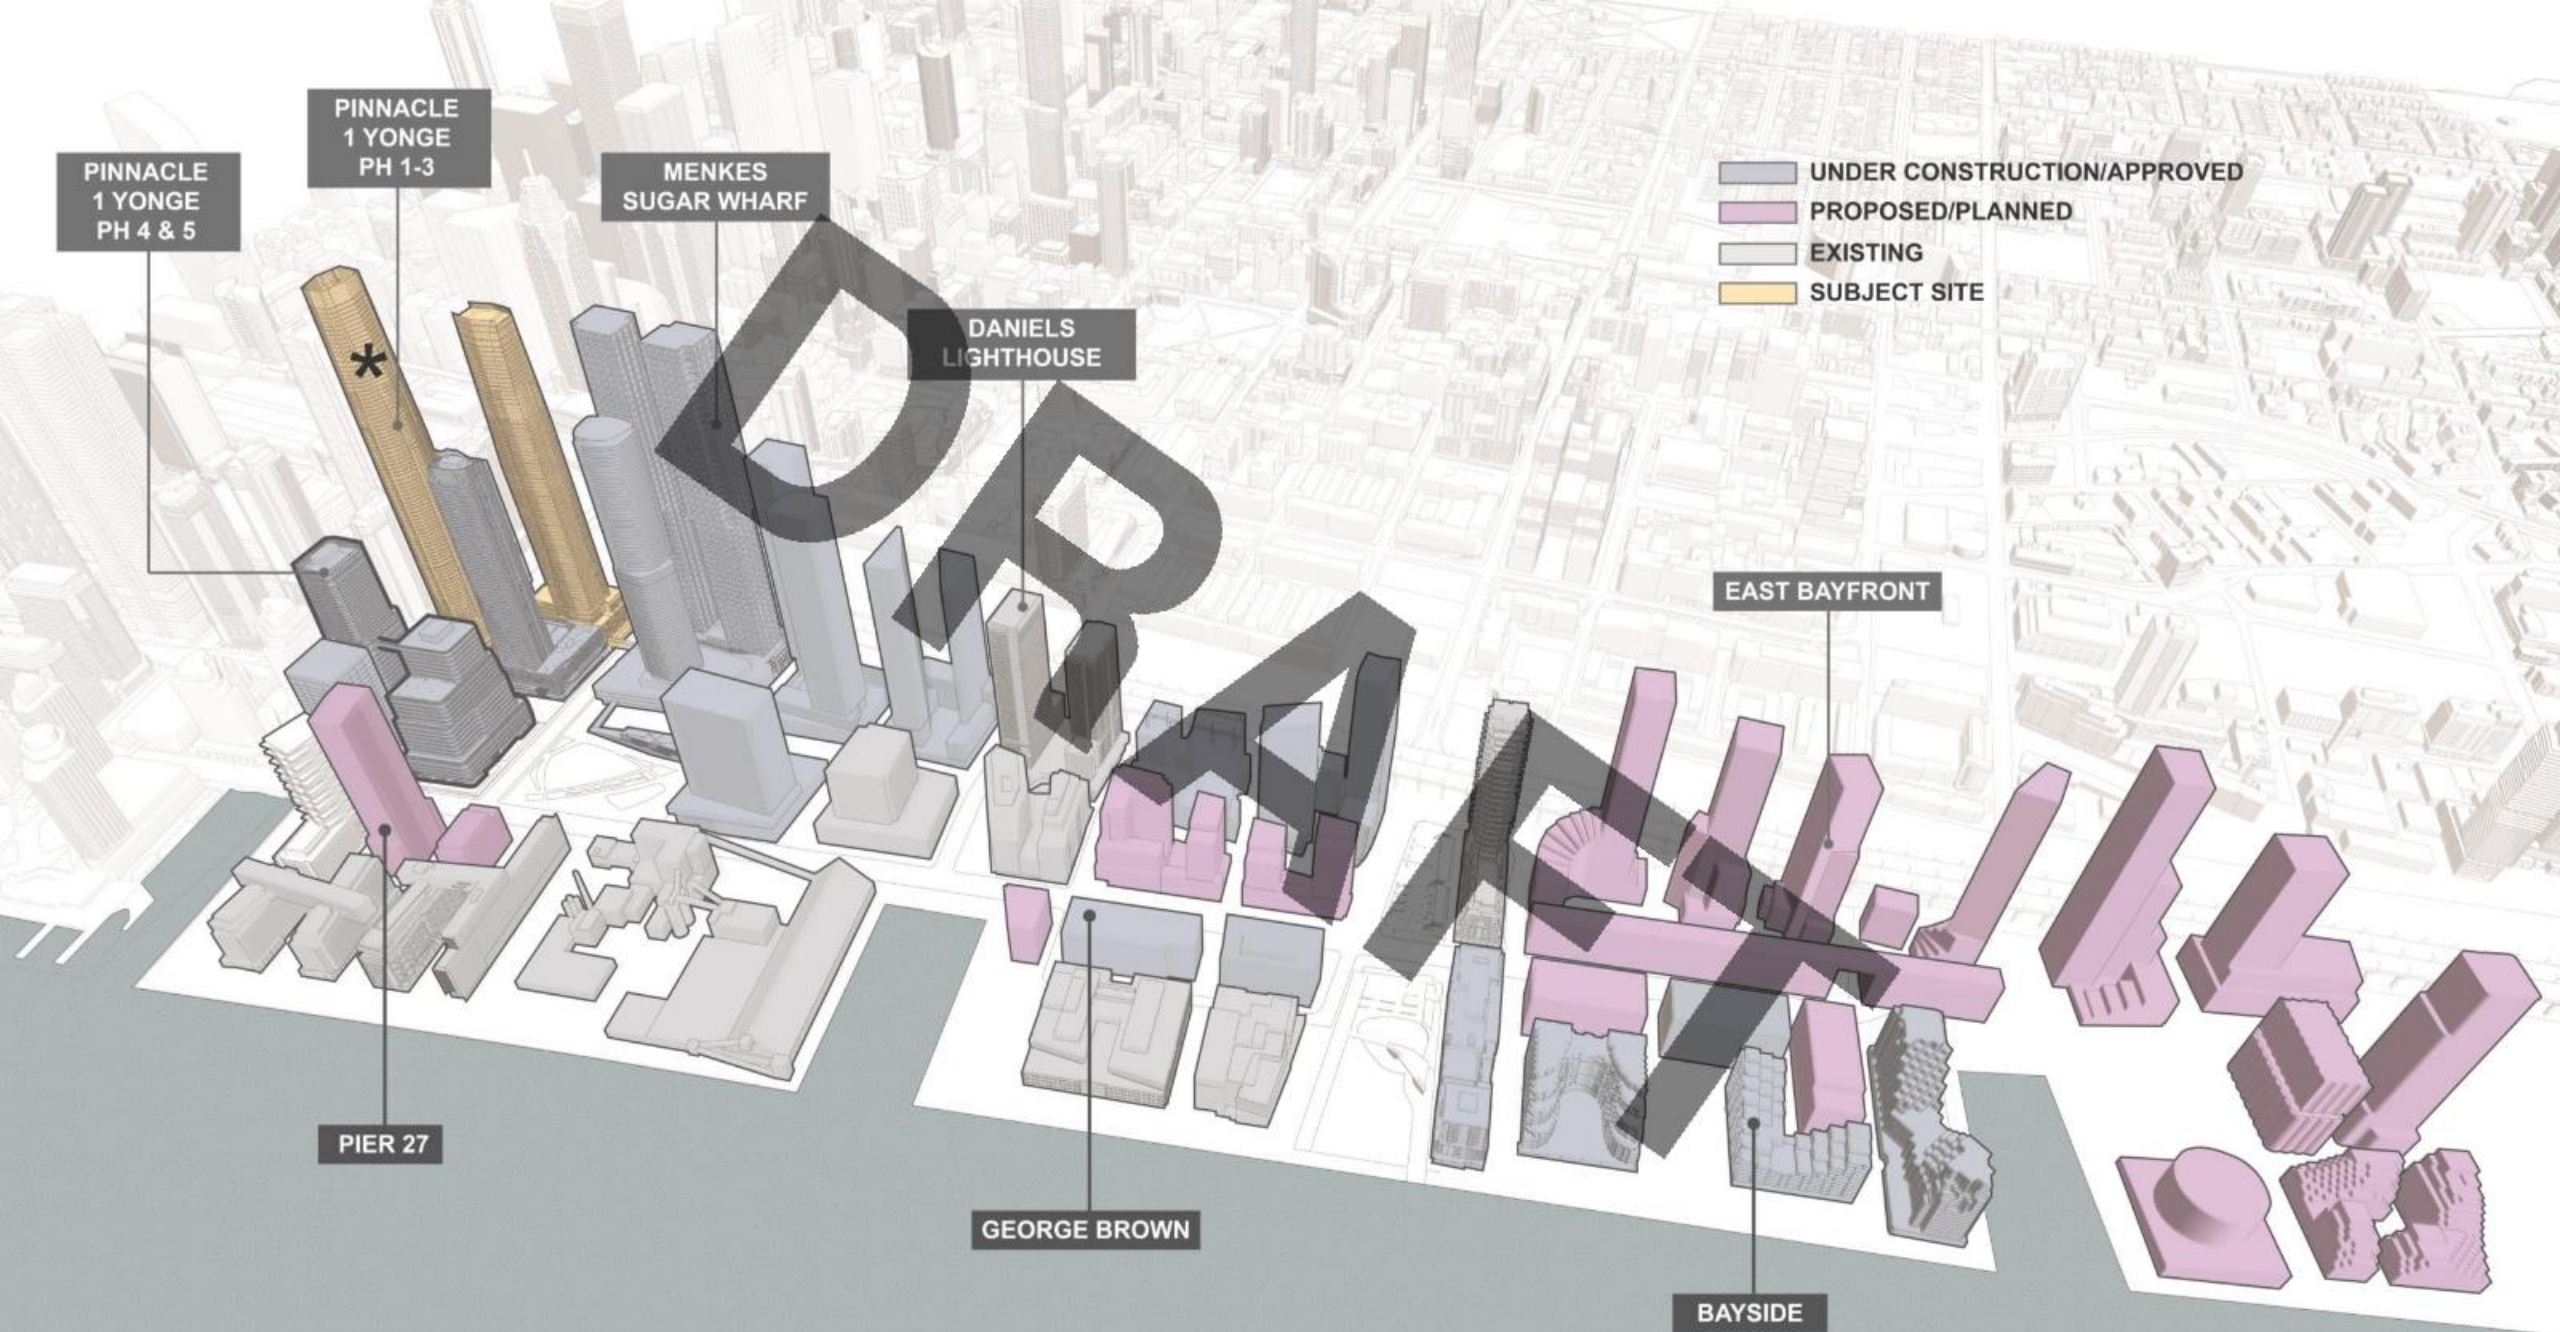 PINNACLE
1 YONGE
PH 1-3
PINNACLE
1 YONGE
PH 4 & 5
MENKES
SUGAR WHARF
UNDER CONSTRUCTION/APPROVED
PROPOSED/PLANNED
EXISTING
SUBJECT SITE
DANIELS
LIGHTHOUSE
*
DRAFT
EAST BAYFRONT
PIER 27
GEORGE BROWN
BAYSIDE